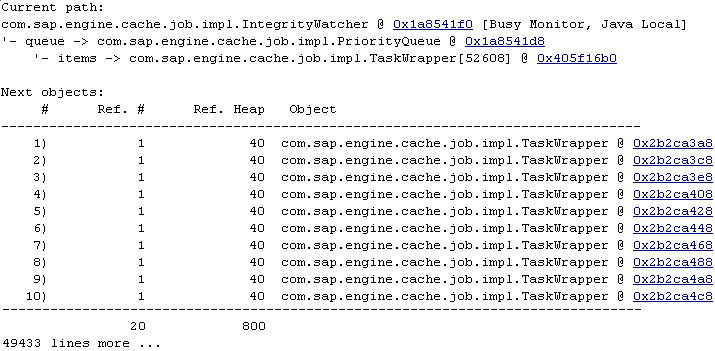 Current path:
com.sap.engine.cache.job.impl.IntegrityWatcher @ 0x1a8541f0 [Busy Monitor, Java Local]
'- queue -> com.sap.engine.cache.job.impl.PriorityQueue @ 0x1a8541d8
'- items -> com.sap.engine.cache.job.impl.TaskWrapper[52608] @ 0x405f16b0
Next objects:
# Ref. # Ref. Heap Object
--------------------------------------------------------------------------------
1) 1 40 com.sap.engine.cache.job.impl.TaskWrapper @ 0x2b2ca3a8
2) 1 40 com.sap.engine.cache.job.impl.TaskWrapper @ 0x2b2ca3c8
3) 1 40 com.sap.engine.cache.job.impl.TaskWrapper @ 0x2b2ca3e8
4) 1 40 com.sap.engine.cache.job.impl.TaskWrapper @ 0x2b2ca408
5) 1 40 com.sap.engine.cache.job.impl.TaskWrapper @ 0x2b2ca428
6) 1 40 com.sap.engine.cache.job.impl.TaskWrapper @ 0x2b2ca448
7) 1 40 com.sap.engine.cache.job.impl.TaskWrapper @ 0x2b2ca468
8) 1 40 com.sap.engine.cache.job.impl.TaskWrapper @ 0x2b2ca488
9) 1 40 com.sap.engine.cache.job.impl.TaskWrapper @ 0x2b2ca4a8
10) 1 40 com.sap.engine.cache.job.impl.TaskWrapper @ 0x2b2ca4c8
--------------------------------------------------------------------------------
20 800
49433 lines more ...